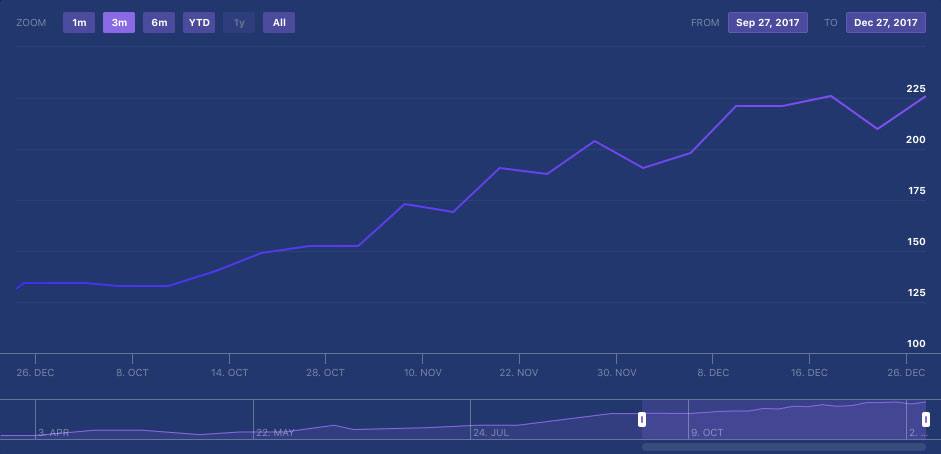 ZOOM 1m 3m 6m YTD 1y All FROM Sep 27, 2017 TO Dec 27, 2017
225
200
175
150
125
100
26. DEC 8. OCT 14. OCT 28. OCT 10. NOV 22. NOV 30. NOV 8. DEC 16. DEC 26. DEC
3. APR 22. MAY 24. JUL 9. OCT 2. ...